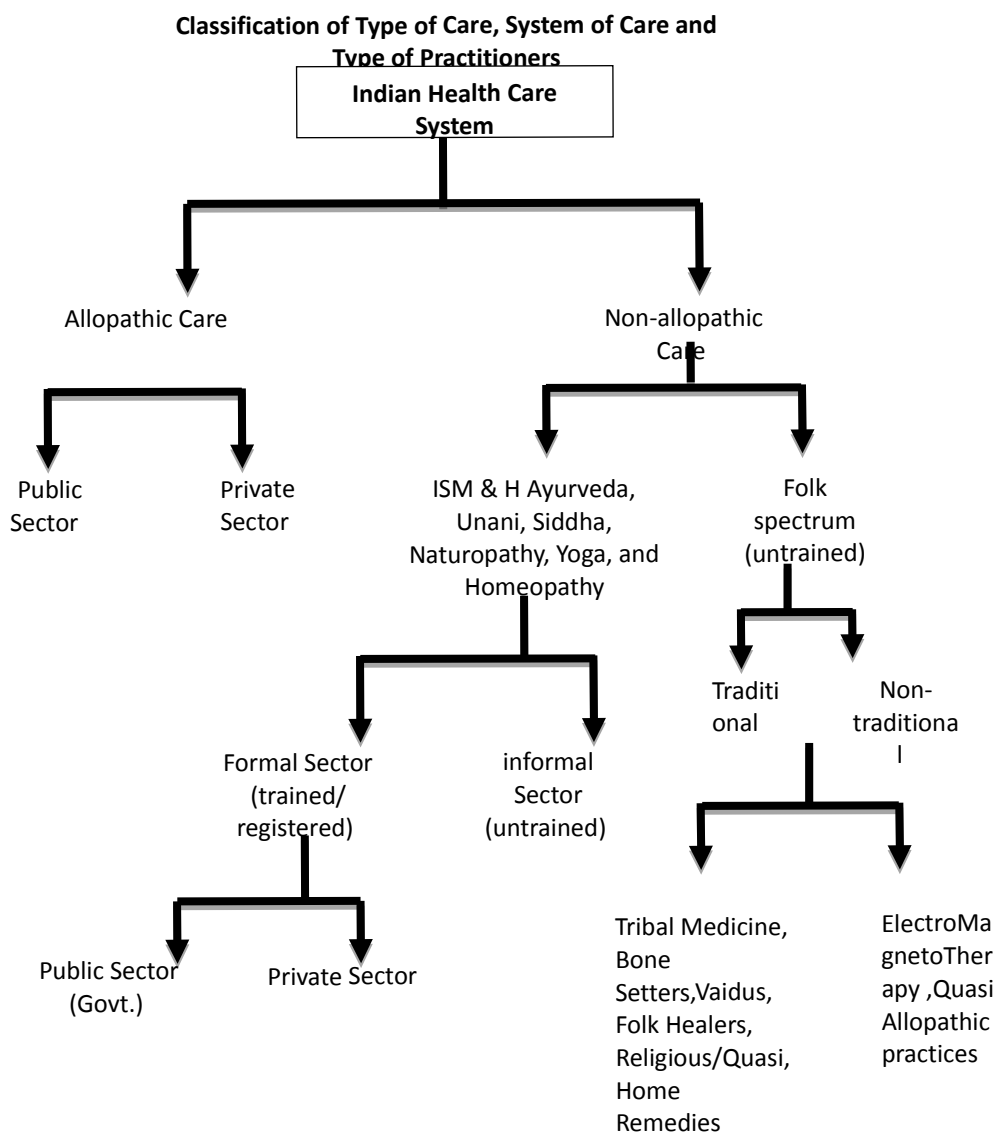 Classification of Type of Care, System of Care and
Type of Practitioners
Indian Health Care
System
Allopathic Care
Non-allopathic
Care
Public
Sector
Private
Sector
ISM & H Ayurveda,
Unani, Siddha,
Naturopathy, Yoga, and
Homeopathy
Folk
spectrum
(untrained)
Traditi
onal
Non-
traditiona
l
Formal Sector
(trained/
registered)
informal
Sector
(untrained)
Public Sector
(Govt.)
Private Sector
Tribal Medicine,
Bone
Setters,Vaidus,
Folk Healers,
Religious/Quasi,
Home
Remedies
ElectroMa
gnetoTher
apy ,Quasi
Allopathic
practices